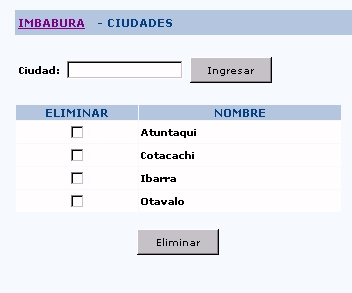 IMBABURA - CIUDADES
Ciudad: Ingresar
ELIMINAR NOMBRE
Atuntaqui
Cotacachi
Ibarra
Otavalo
Eliminar